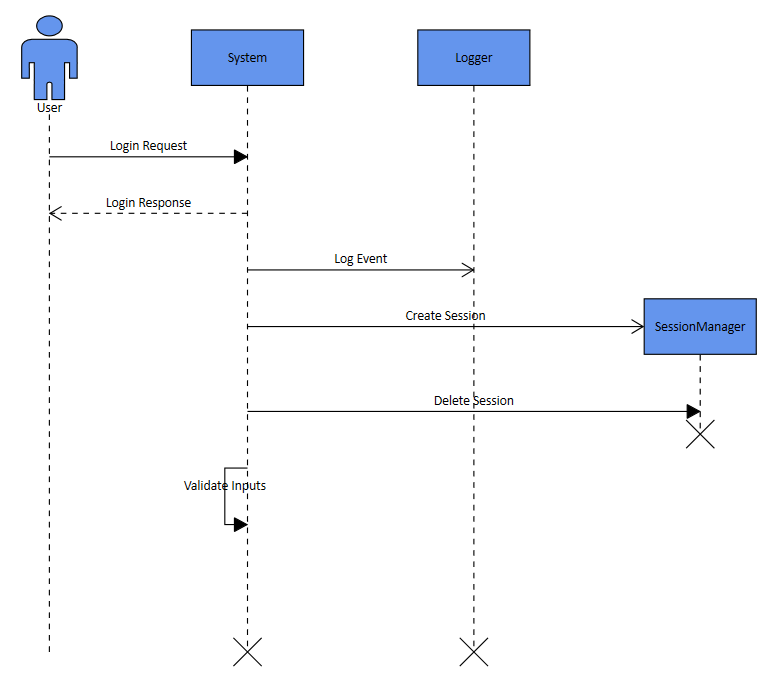 User
System
Logger
Login Request
Login Response
Log Event
Create Session
SessionManager
Delete Session
Validate Inputs